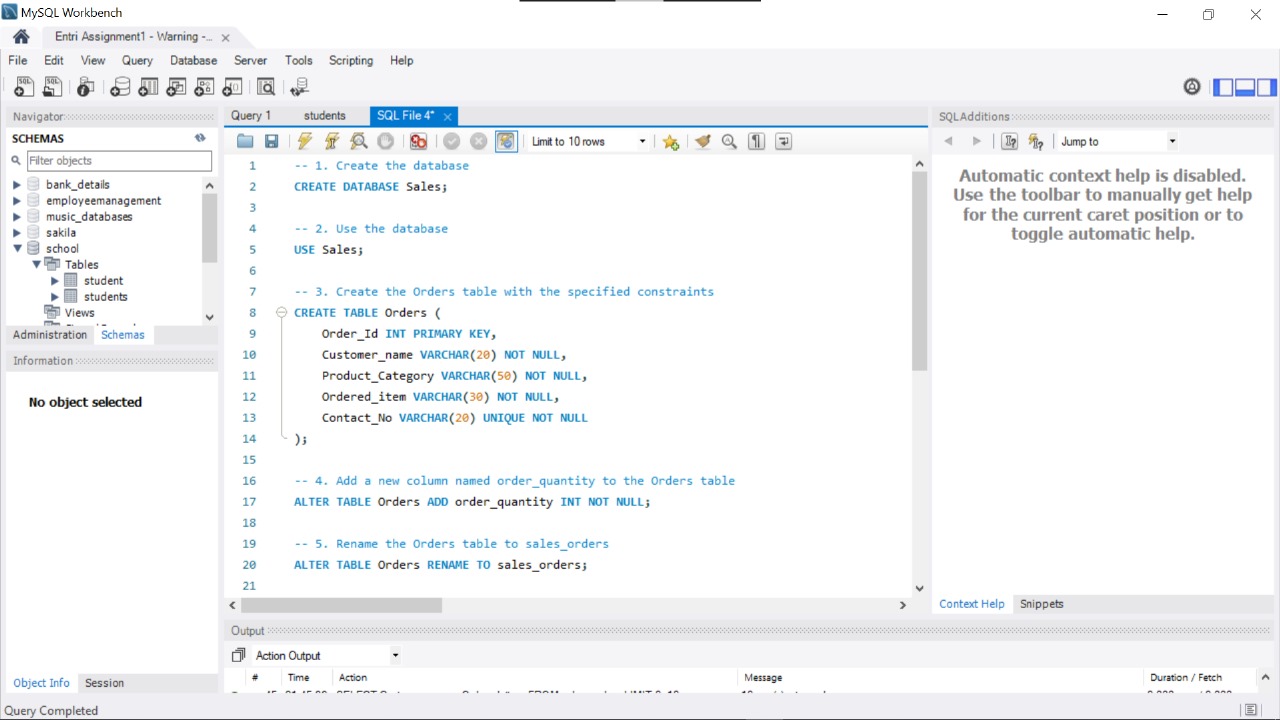 MySQL Workbench
Entri Assignment1 - Warning -...
File Edit View Query Database Server Tools Scripting Help
Navigator
SCHEMAS
Filter objects
bank_details
employeemanagement
music_databases
sakila
school
Tables
student
students
Views
Administration Schemas
Information
No object selected
Object Info Session
Query 1 students SQL File 4*
Limit to 10 rows
1 -- 1. Create the database
2 CREATE DATABASE Sales;
3
4 -- 2. Use the database
5 USE Sales;
6
7 -- 3. Create the Orders table with the specified constraints
8 CREATE TABLE Orders (
9 Order_Id INT PRIMARY KEY,
10 Customer_name VARCHAR(20) NOT NULL,
11 Product_Category VARCHAR(50) NOT NULL,
12 Ordered_item VARCHAR(30) NOT NULL,
13 Contact_No VARCHAR(20) UNIQUE NOT NULL
14 );
15
16 -- 4. Add a new column named order_quantity to the Orders table
17 ALTER TABLE Orders ADD order_quantity INT NOT NULL;
18
19 -- 5. Rename the Orders table to sales_orders
20 ALTER TABLE Orders RENAME TO sales_orders;
21
SQLAdditions
Jump to
Automatic context help is disabled.
Use the toolbar to manually get help
for the current caret position or to
toggle automatic help.
Context Help Snippets
Output
Action Output
# Time Action Message Duration / Fetch
Query Completed